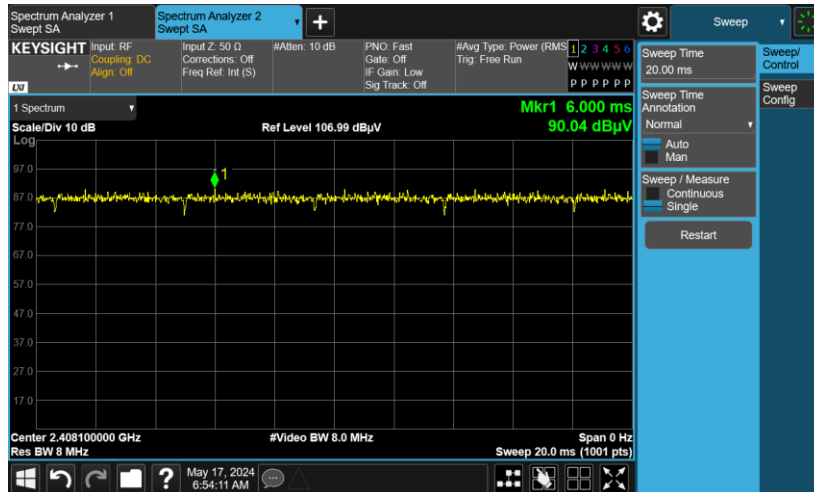 Spectrum Analyzer 1
Swept SA
Spectrum Analyzer 2
Swept SA
+
Sweep
KEYSIGHT
Input: RF
Coupling: DC
Align: Off
Input Z: 50 Ω
Corrections: Off
Freq Ref: Int (S)
#Atten: 10 dB
PNO: Fast
Gate: Off
IF Gain: Low
Sig Track: Off
#Avg Type: Power (RMS
Trig: Free Run
1 2 3 4 5 6
W W W W W W
P P P P P P
LXI
Sweep Time
20.00 ms
Sweep Time
Annotation
Normal
Auto
Man
Sweep / Measure
Continuous
Single
Restart
Sweep/
Control
Sweep
Config
1 Spectrum
Mkr1 6.000 ms
Scale/Div 10 dB
Ref Level 106.99 dBµV
90.04 dBµV
Log
1
97.0
87.0
77.0
67.0
57.0
47.0
37.0
27.0
17.0
Center 2.408100000 GHz
#Video BW 8.0 MHz
Span 0 Hz
Res BW 8 MHz
Sweep 20.0 ms (1001 pts)
?
May 17, 2024
6:54:11 AM